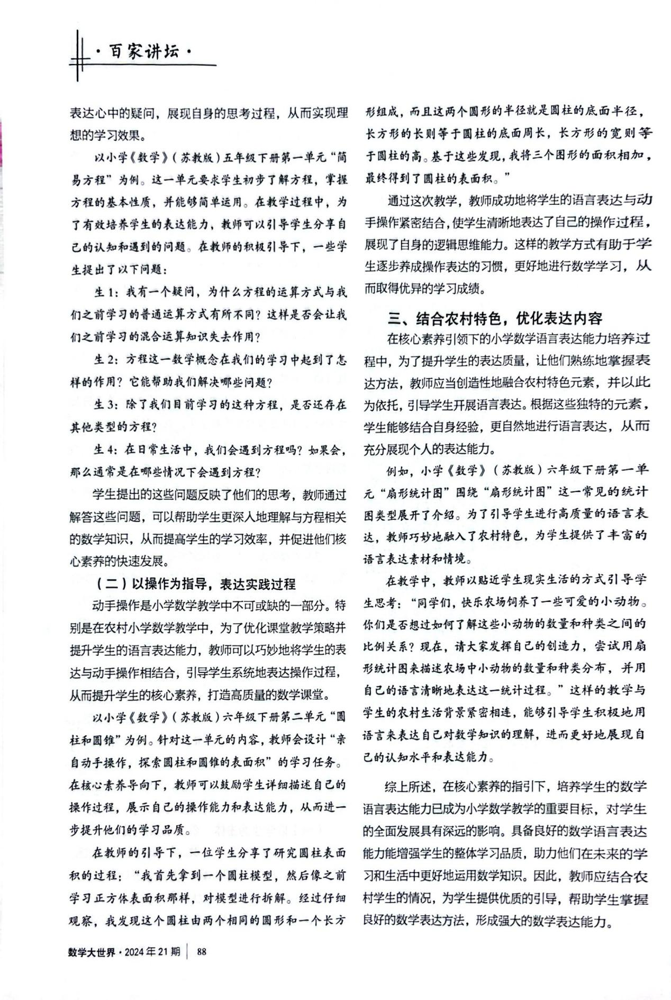 ·百家讲坛·
表达心中的疑问，展现自身的思考过程，从而实现理
想的学习效果。
以小学《数学》（苏教版）五年级下册第一单元“简
易方程”为例。这一单元要求学生初步了解方程，掌握
方程的基本性质，并能够简单运用。在教学过程中，为
了有效培养学生的表达能力，教师可以引导学生分享自
己的认知和遇到的问题。在教师的积极引导下，一些学
生提出了以下问题：
生1：我有一个疑问，为什么方程的运算方式与我
们之前学习的普通运算方式有所不同？这样是否会让我
们之前学习的混合运算知识失去作用？
生2：方程这一数学概念在我们的学习中起到了怎
样的作用？它能帮助我们解决哪些问题？
生3：除了我们目前学习的这种方程，是否还存在
其他类型的方程？
生4：在日常生活中，我们会遇到方程吗？如果会，
那么通常是在哪些情况下会遇到方程？
学生提出的这些问题反映了他们的思考，教师通过
解答这些问题，可以帮助学生更深入地理解与方程相关
的数学知识，从而提高学生的学习效率，并促进他们核
心素养的快速发展。
（二）以操作为指导，表达实践过程
动手操作是小学数学教学中不可或缺的一部分。特
别是在农村小学数学教学中，为了优化课堂教学策略并
提升学生的语言表达能力，教师可以巧妙地将学生的表
达与动手操作相结合，引导学生系统地表达操作过程，
从而提升学生的核心素养，打造高质量的数学课堂。
以小学《数学》（苏教版）六年级下册第二单元“圆
柱和圆锥”为例。针对这一单元的内容，教师会设计“亲
自动手操作，探索圆柱和圆锥的表面积”的学习任务。
在核心素养导向下，教师可以鼓励学生详细描述自己的
操作过程，展示自己的操作能力和表达能力，从而进一
步提升他们的学习品质。
在教师的引导下，一位学生分享了研究圆柱表面
积的过程：“我首先拿到一个圆柱模型，然后像之前
学习正方体表面积那样，对模型进行拆解。经过仔细
观察，我发现这个圆柱由两个相同的圆形和一个长方
形组成，而且这两个圆形的半径就是圆柱的底面半径，
长方形的长则等于圆柱的底面周长，长方形的宽则等
于圆柱的高。基于这些发现，我将三个图形的面积相加，
最终得到了圆柱的表面积。”
通过这次教学，教师成功地将学生的语言表达与动
手操作紧密结合，使学生清晰地表达了自己的操作过程，
展现了自身的逻辑思维能力。这样的教学方式有助于学
生逐步养成操作表达的习惯，更好地进行数学学习，从
而取得优异的学习成绩。
三、结合农村特色，优化表达内容
在核心素养引领下的小学数学语言表达能力培养过
程中，为了提升学生的表达质量，让他们熟练地掌握表
达方法，教师应当创造性地融合农村特色元素，并以此
为依托，引导学生开展语言表达。根据这些独特的元素，
学生能够结合自身经验，更自然地进行语言表达，从而
充分展现个人的表达能力。
例如，小学《数学》（苏教版）六年级下册第一单
元“扇形统计图”围绕“扇形统计图”这一常见的统计
图类型展开了介绍。为了引导学生进行高质量的语言表
达，教师巧妙地融入了农村特色，为学生提供了丰富的
语言表达素材和情境。
在教学中，教师以贴近学生现实生活的方式引导学
生思考：“同学们，快乐农场饲养了一些可爱的小动物。
你们是否想过如何了解这些小动物的数量和种类之间的
比例关系？现在，请大家发挥自己的创造力，尝试用扇
形统计图来描述农场中小动物的数量和种类分布，并用
自己的语言清晰地表达这一统计过程。”这样的教学与
学生的农村生活背景紧密相连，能够引导学生积极地用
语言来表达自己对数学知识的理解，进而更好地展现自
己的认知水平和表达能力。
综上所述，在核心素养的指引下，培养学生的数学
语言表达能力已成为小学数学教学的重要目标，对学生
的全面发展具有深远的影响。具备良好的数学语言表达
能力能增强学生的整体学习品质，助力他们在未来的学
习和生活中更好地运用数学知识。因此，教师应结合农
村学生的情况，为学生提供优质的引导，帮助学生掌握
良好的数学表达方法，形成强大的数学表达能力。
数学大世界·2024年21期 88